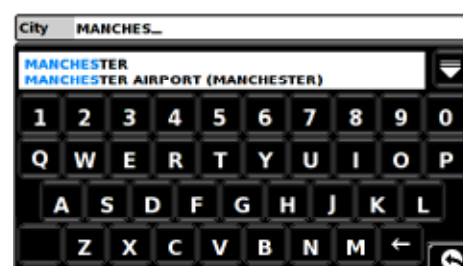 City MANCHES_
MANCHESTER
MANCHESTER AIRPORT (MANCHESTER)
1 2 3 4 5 6 7 8 9 0
Q W E R T Y U I O P
A S D F G H J K L
Z X C V B N M ←